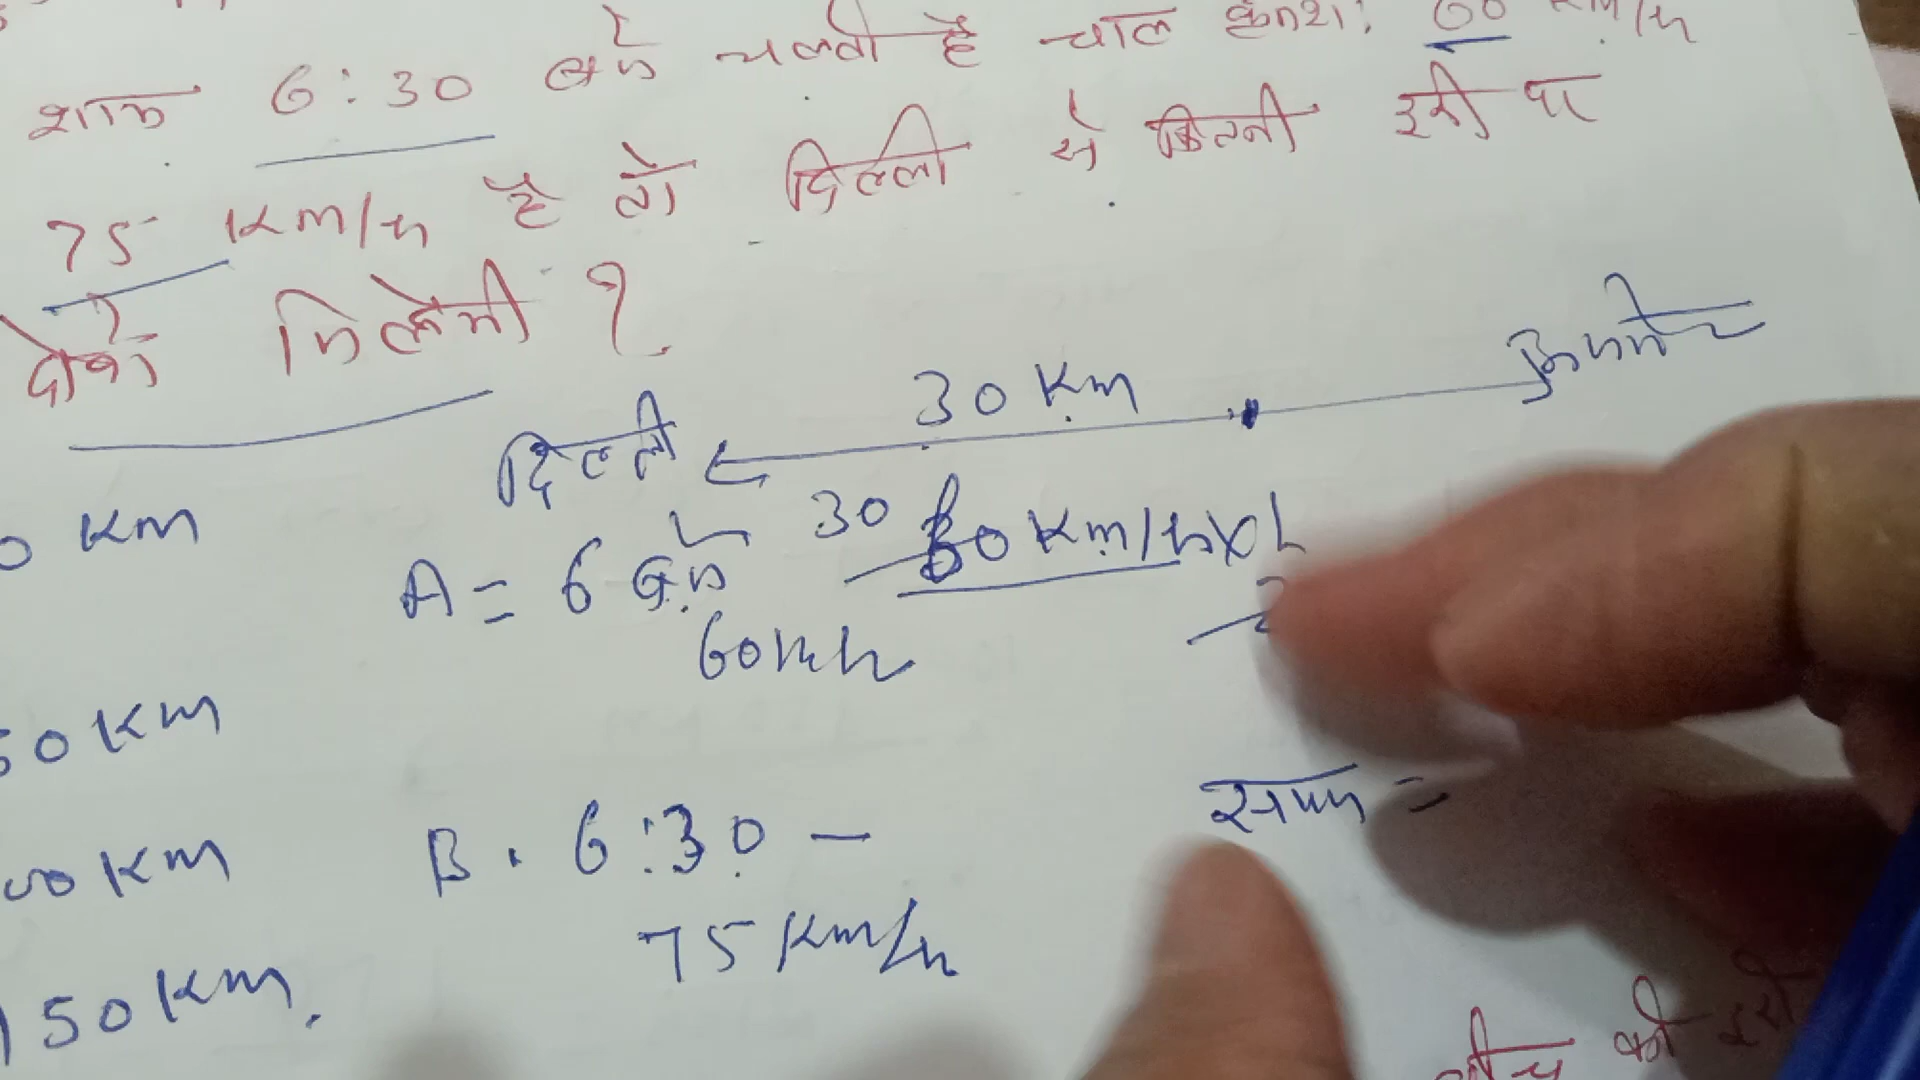 शाम 6:30 बजे चलती है चाल क्रमशः 60 KM/h
75 KM/h है तो दिल्ली से कितनी दूरी पर
दोनों मिलेगी ?
दिल्ली 30 Km
A = 6 बजे 30 60 Km/h x 1
60 km/h
समय =
B . 6:30 —
75 Km/h
0 KM
50 KM
00 KM
150 KM.
की दूरी